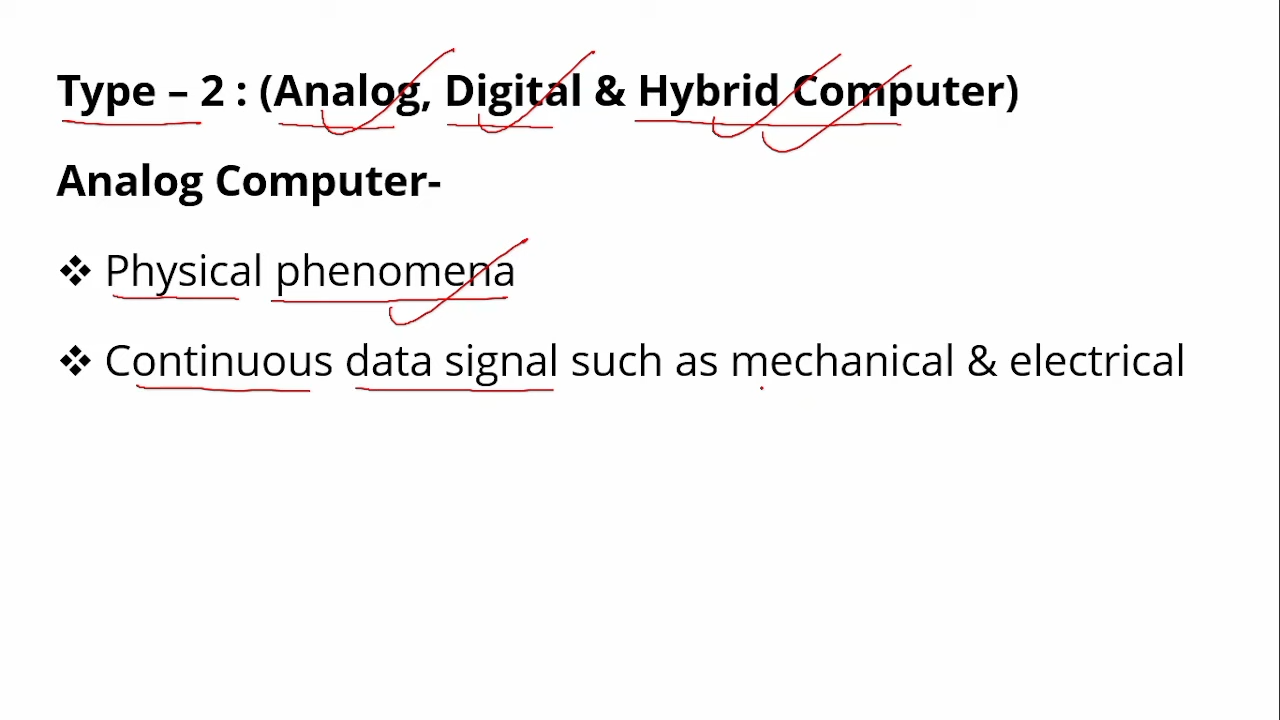 Type – 2 : (Analog, Digital & Hybrid Computer)
Analog Computer-
❖ Physical phenomena
❖ Continuous data signal such as mechanical & electrical